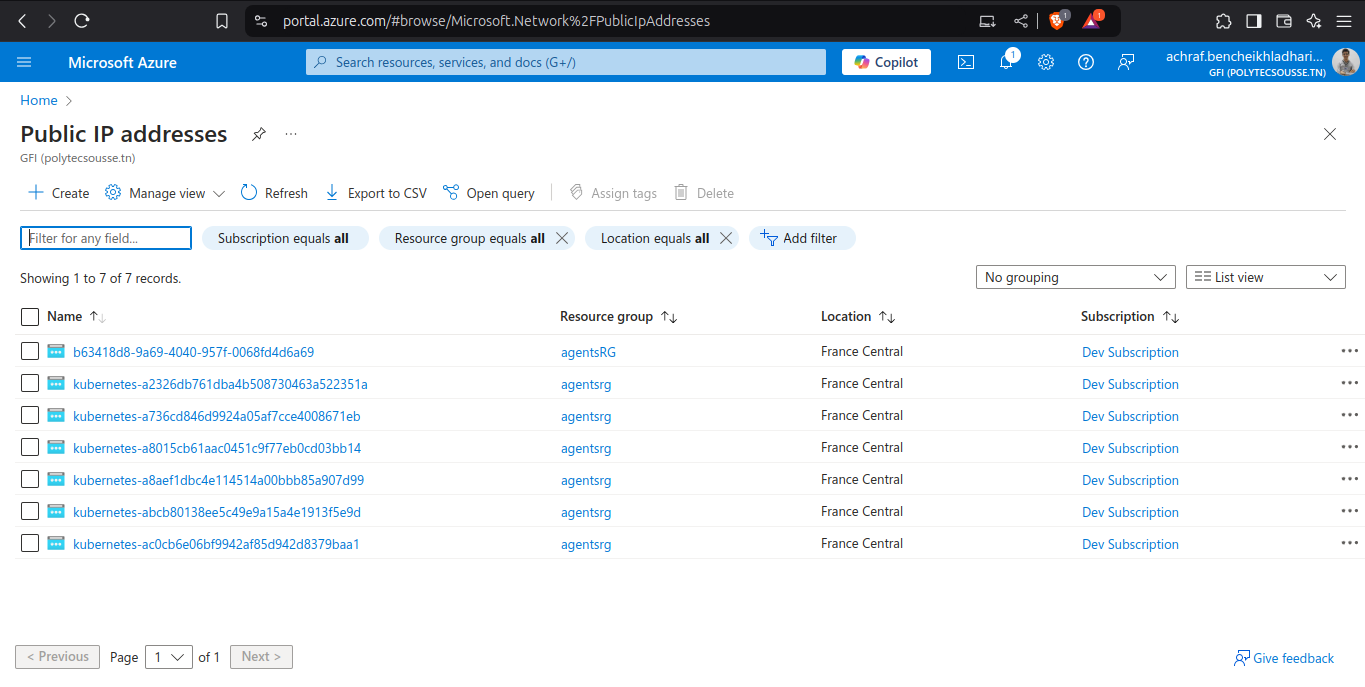 portal.azure.com/#browse/Microsoft.Network%2FPublicIpAddresses
1
1
Microsoft Azure
Search resources, services, and docs (G+/)
Copilot
1
achraf.bencheikhladhari...
GFI (POLYTECSOUSSE.TN)
Home
Public IP addresses
GFI (polytecsousse.tn)
Create Manage view Refresh Export to CSV Open query Assign tags Delete
Filter for any field... Subscription equals all Resource group equals all Location equals all Add filter
Showing 1 to 7 of 7 records.
No grouping List view
Name Resource group Location Subscription
b63418d8-9a69-4040-957f-0068fd4d6a69 agentsRG France Central Dev Subscription
kubernetes-a2326db761dba4b508730463a522351a agentsrg France Central Dev Subscription
kubernetes-a736cd846d9924a05af7cce4008671eb agentsrg France Central Dev Subscription
kubernetes-a8015cb61aac0451c9f77eb0cd03bb14 agentsrg France Central Dev Subscription
kubernetes-a8aef1dbc4e114514a00bbb85a907d99 agentsrg France Central Dev Subscription
kubernetes-abcb80138ee5c49e9a15a4e1913f5e9d agentsrg France Central Dev Subscription
kubernetes-ac0cb6e06bf9942af85d942d8379baa1 agentsrg France Central Dev Subscription
< Previous Page 1 of 1 Next >
Give feedback